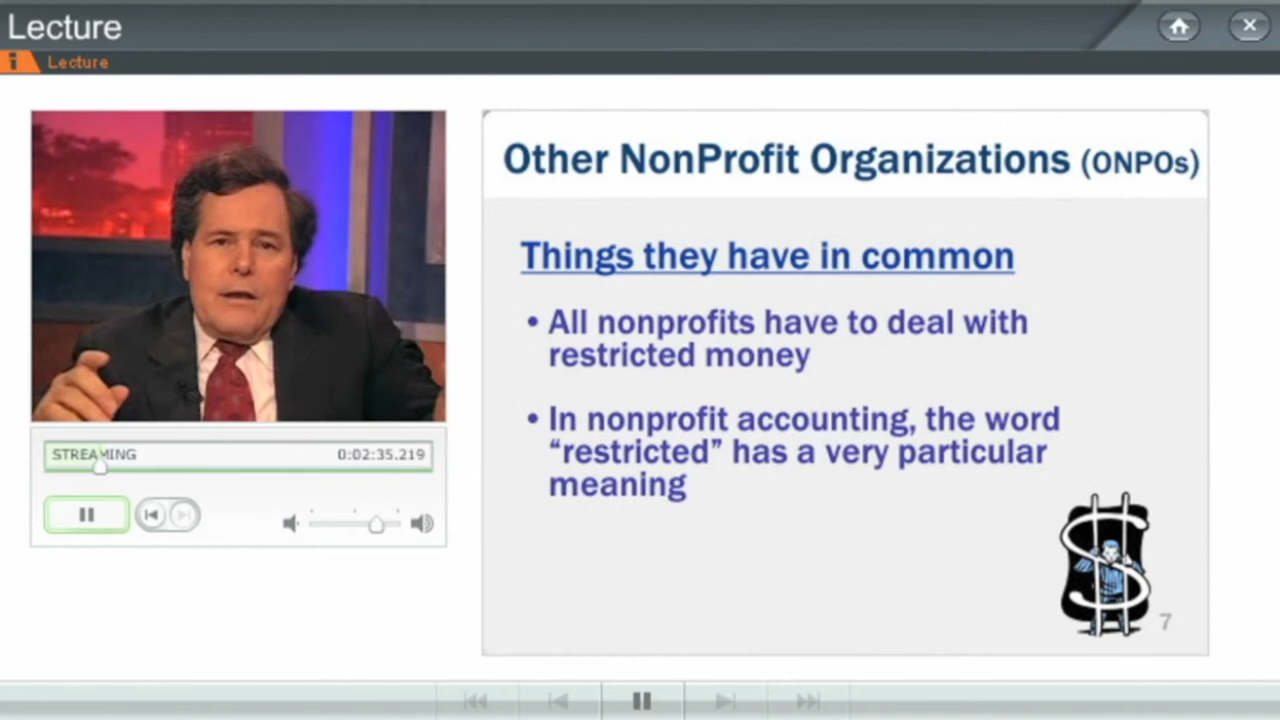 Lecture
i Lecture
Other NonProfit Organizations (ONPOs)
Things they have in common
• All nonprofits have to deal with
restricted money
• In nonprofit accounting, the word
“restricted” has a very particular
meaning
7
STREAMING 0:02:35.219